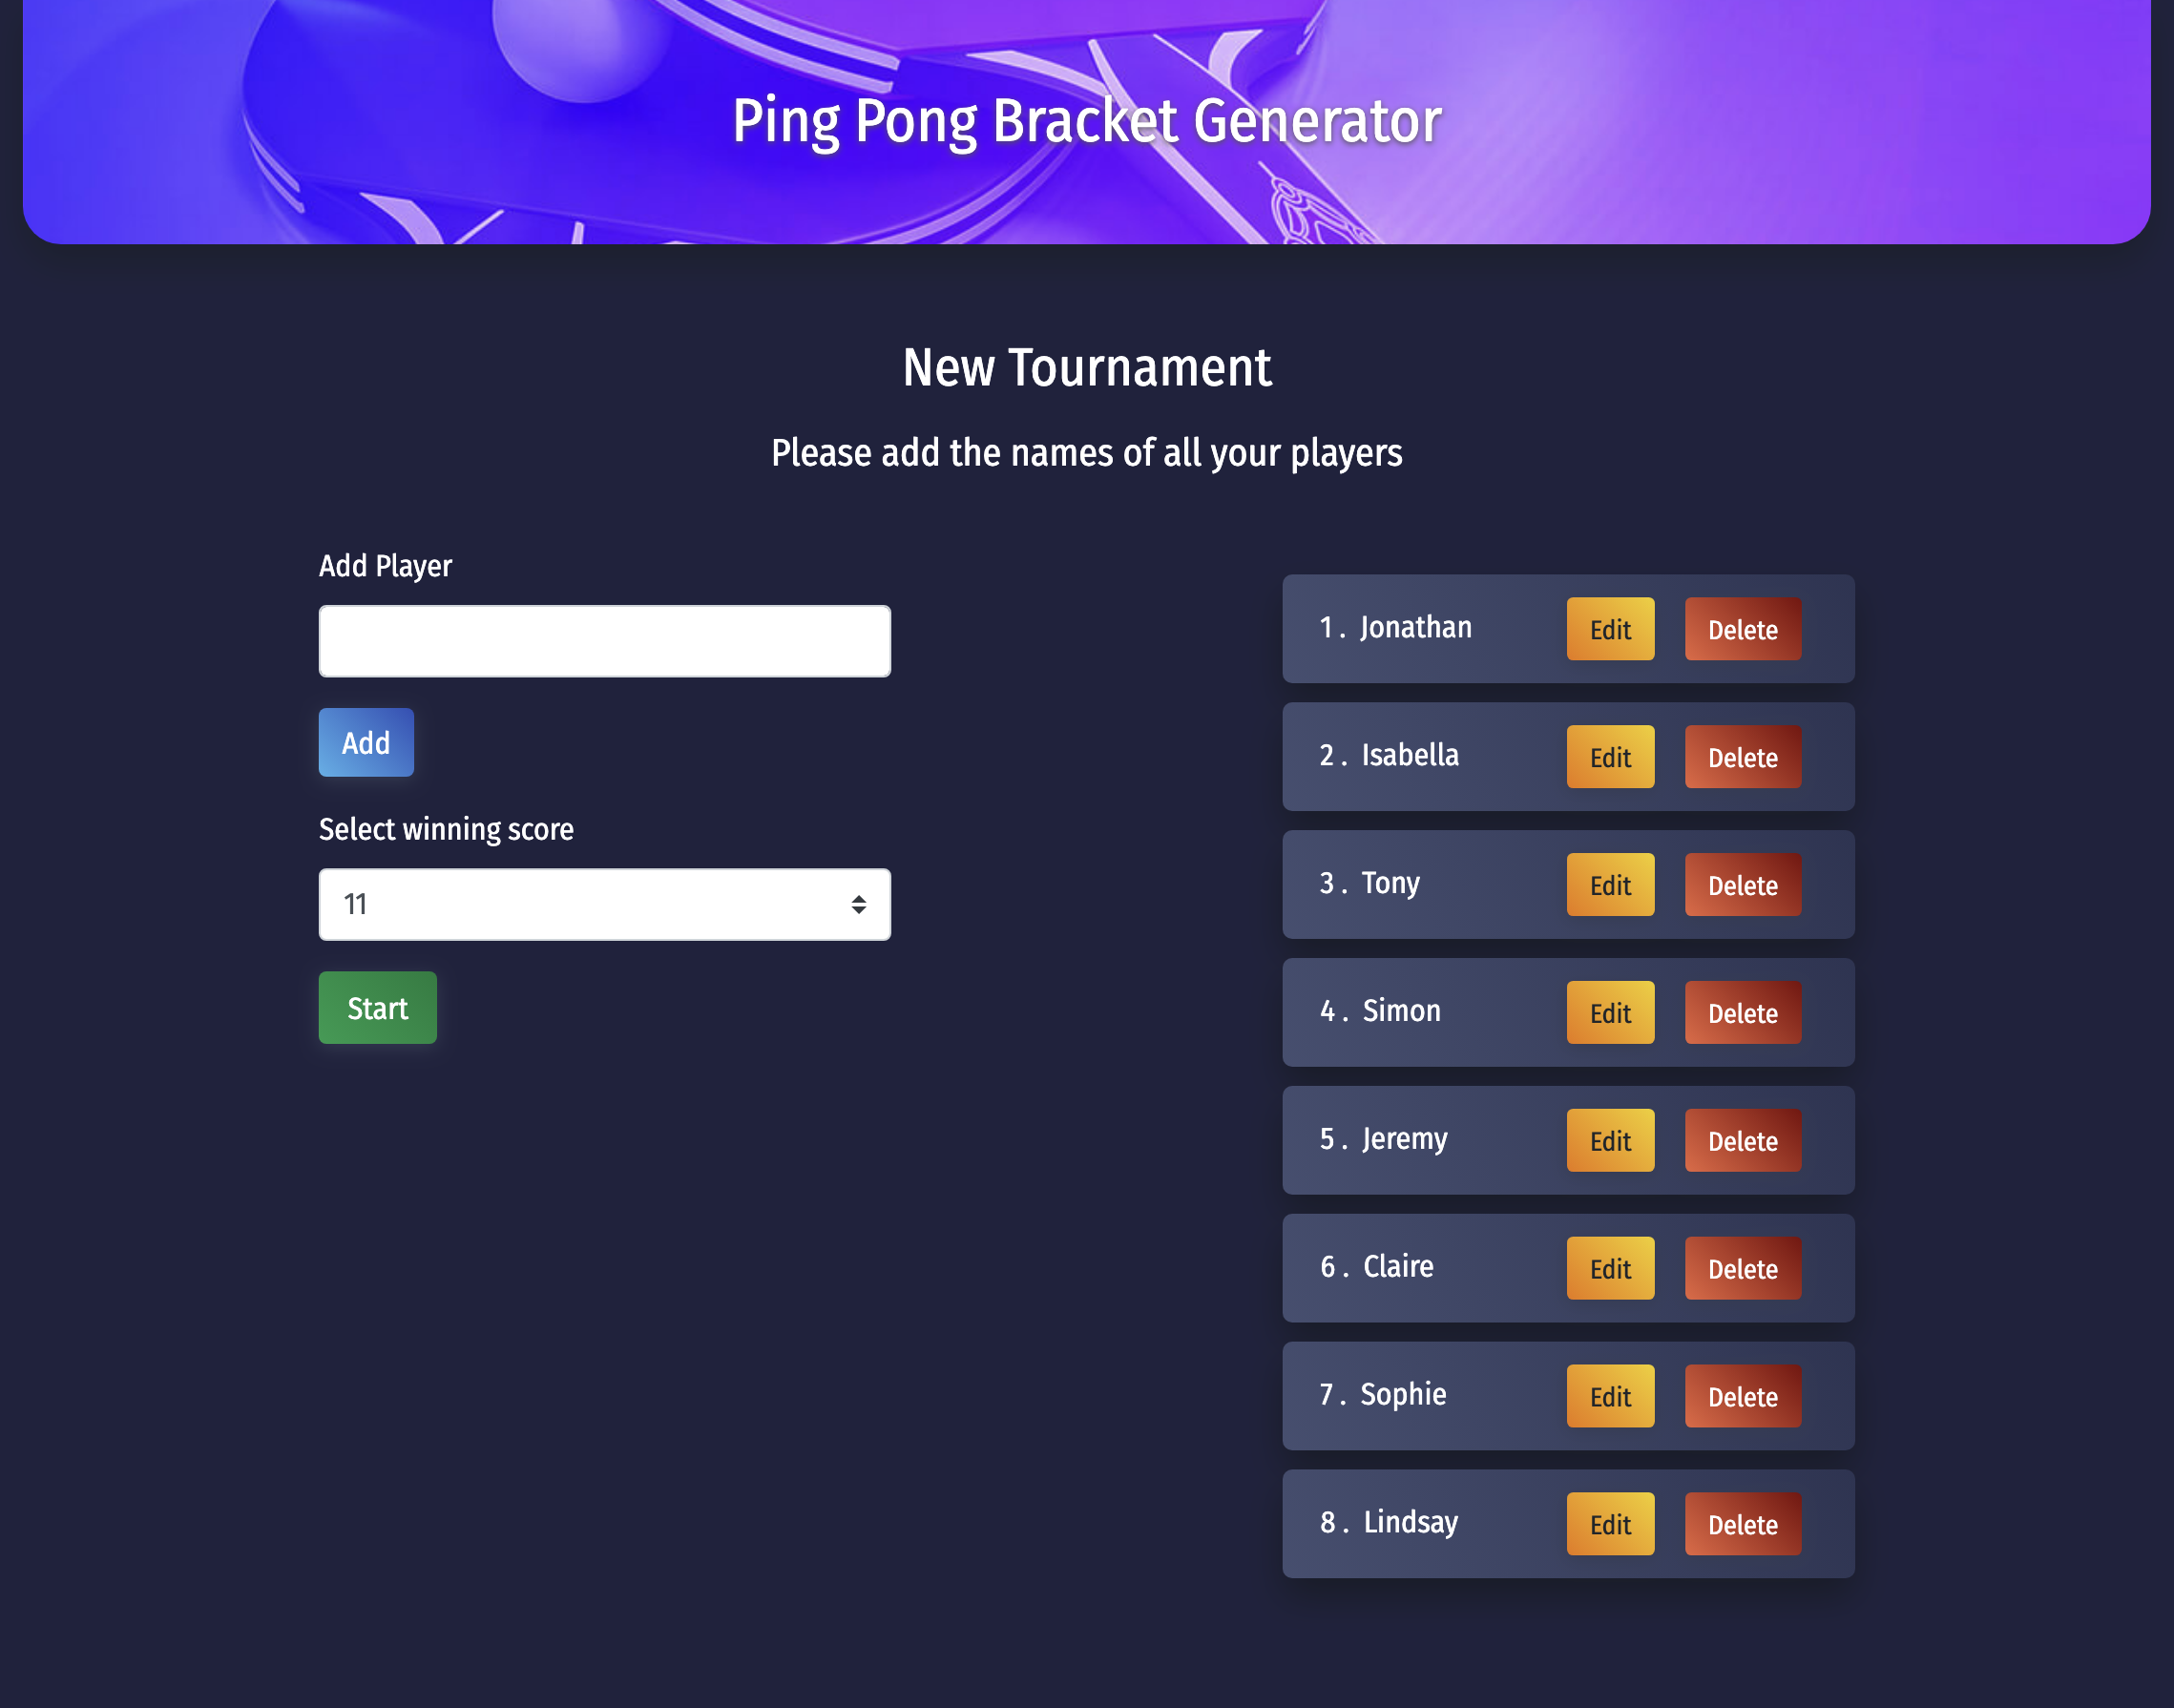 Ping Pong Bracket Generator
New Tournament
Please add the names of all your players
Add Player
Add
Select winning score
11
Start
1 . Jonathan Edit Delete
2 . Isabella Edit Delete
3 . Tony Edit Delete
4 . Simon Edit Delete
5 . Jeremy Edit Delete
6 . Claire Edit Delete
7 . Sophie Edit Delete
8 . Lindsay Edit Delete